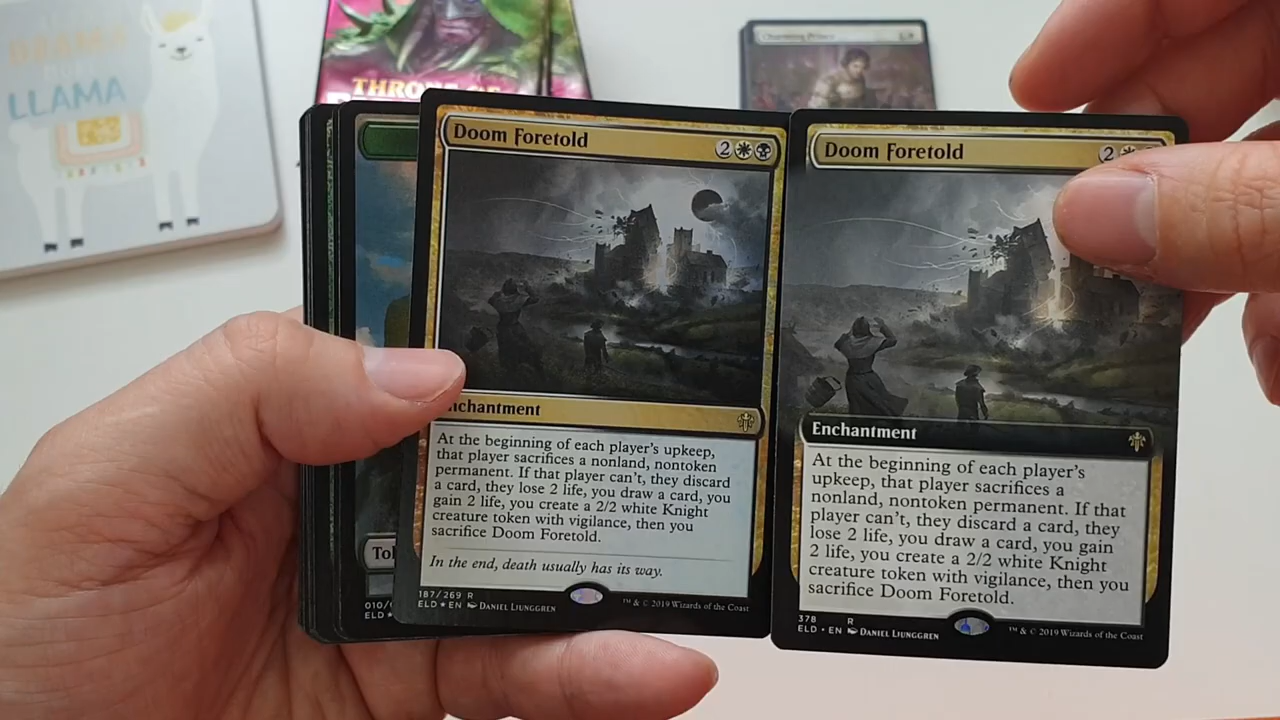 DRAMA
LLAMA
THRONE OF
Charming Prince
Doom Foretold
2
Enchantment
At the beginning of each player's upkeep,
that player sacrifices a nonland, nontoken
permanent. If that player can't, they discard
a card, they lose 2 life, you draw a card, you
gain 2 life, you create a 2/2 white Knight
creature token with vigilance, then you
sacrifice Doom Foretold.
In the end, death usually has its way.
187/269 R
ELD ★ EN DANIEL LJUNGGREN
™ & © 2019 Wizards of the Coast
Doom Foretold
2
Enchantment
At the beginning of each player's
upkeep, that player sacrifices a
nonland, nontoken permanent. If that
player can't, they discard a card, they
lose 2 life, you draw a card, you gain
2 life, you create a 2/2 white Knight
creature token with vigilance, then you
sacrifice Doom Foretold.
378 R
ELD • EN DANIEL LJUNGGREN
™ & © 2019 Wizards of the Coast
To
010/
ELD ★